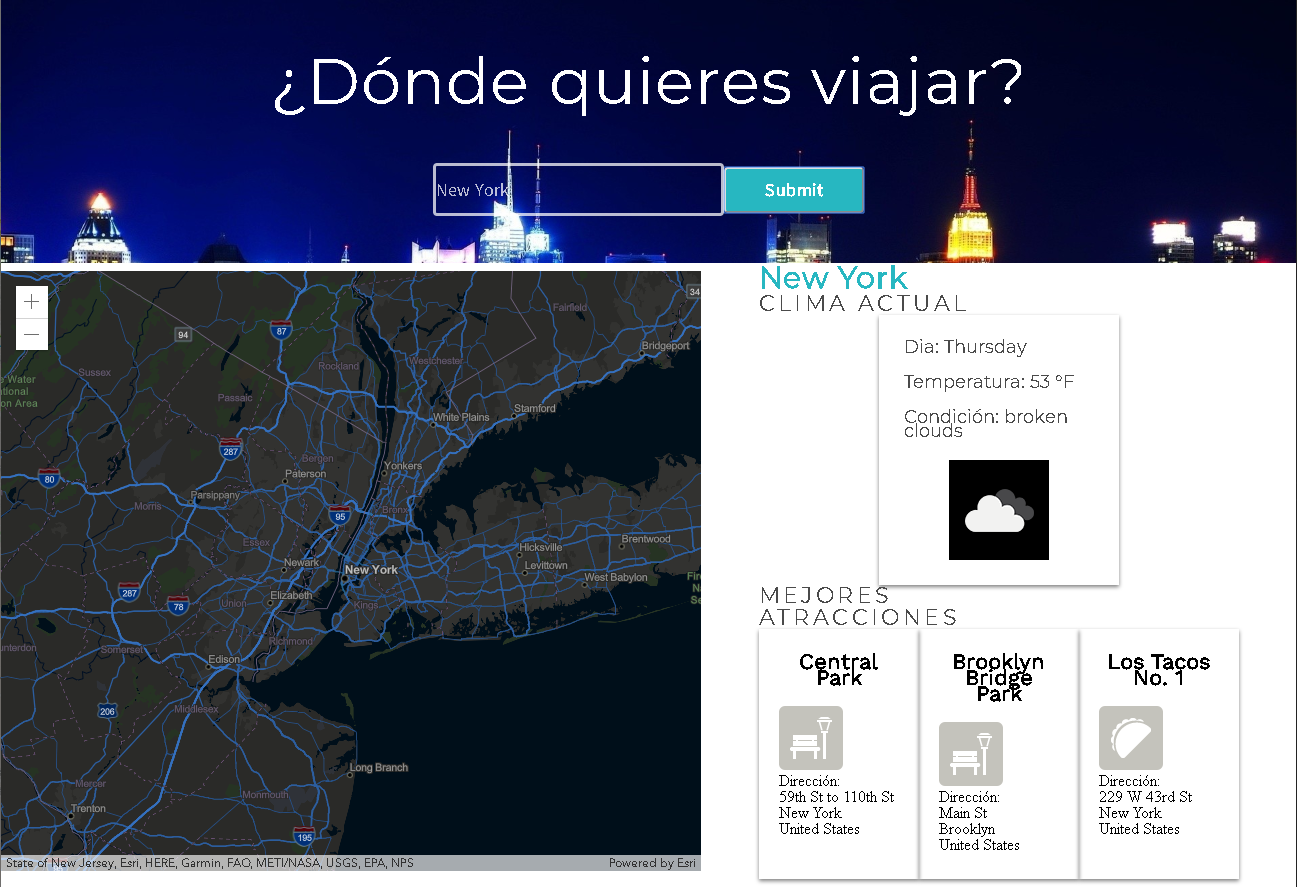 ¿Dónde quieres viajar?
New York
Submit
+
−
94
87
34
Fairfield
Bridgeport
Rockland
Westchester
Sussex
Passaic
White Plains
Stamford
e Water
tional
on Area
287
Bergen
Yonkers
80
Paterson
Parsippany
Morris
95
Bronx
Essex
Hicksville
Brentwood
Newark
New York
Levittown
West Babylon
Fir
N
Se
287
78
Union
Elizabeth
Kings
Richmond
unterdon
Somerset
Edison
206
Middlesex
Long Branch
Mercer
Monmouth
Trenton
195
State of New Jersey, Esri, HERE, Garmin, FAO, METI/NASA, USGS, EPA, NPS
Powered by Esri
New York
CLIMA ACTUAL
Dia: Thursday
Temperatura: 53 °F
Condición: broken
clouds
MEJORES
ATRACCIONES
Central
Park
Dirección:
59th St to 110th St
New York
United States
Brooklyn
Bridge
Park
Dirección:
Main St
Brooklyn
United States
Los Tacos
No. 1
Dirección:
229 W 43rd St
New York
United States